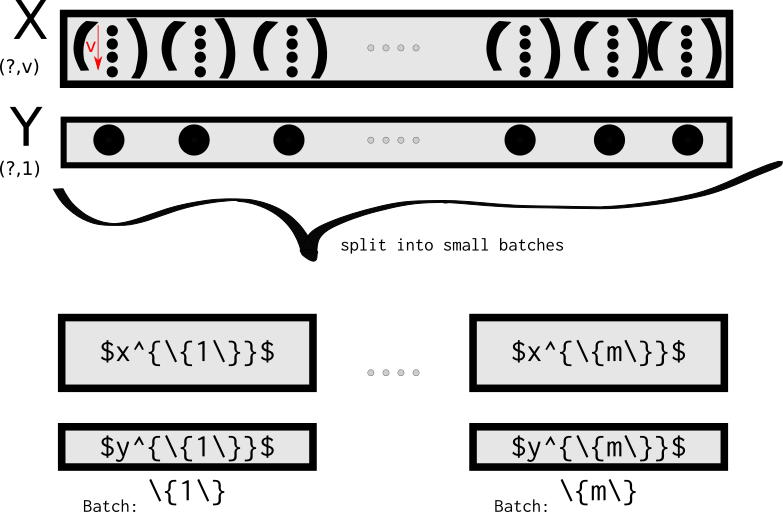 X
(?,v)
v
Y
(?,1)
split into small batches
$x^{\{1\}}$
$x^{\{m\}}$
$y^{\{1\}}$
$y^{\{m\}}$
Batch: \{1\}
Batch: \{m\}